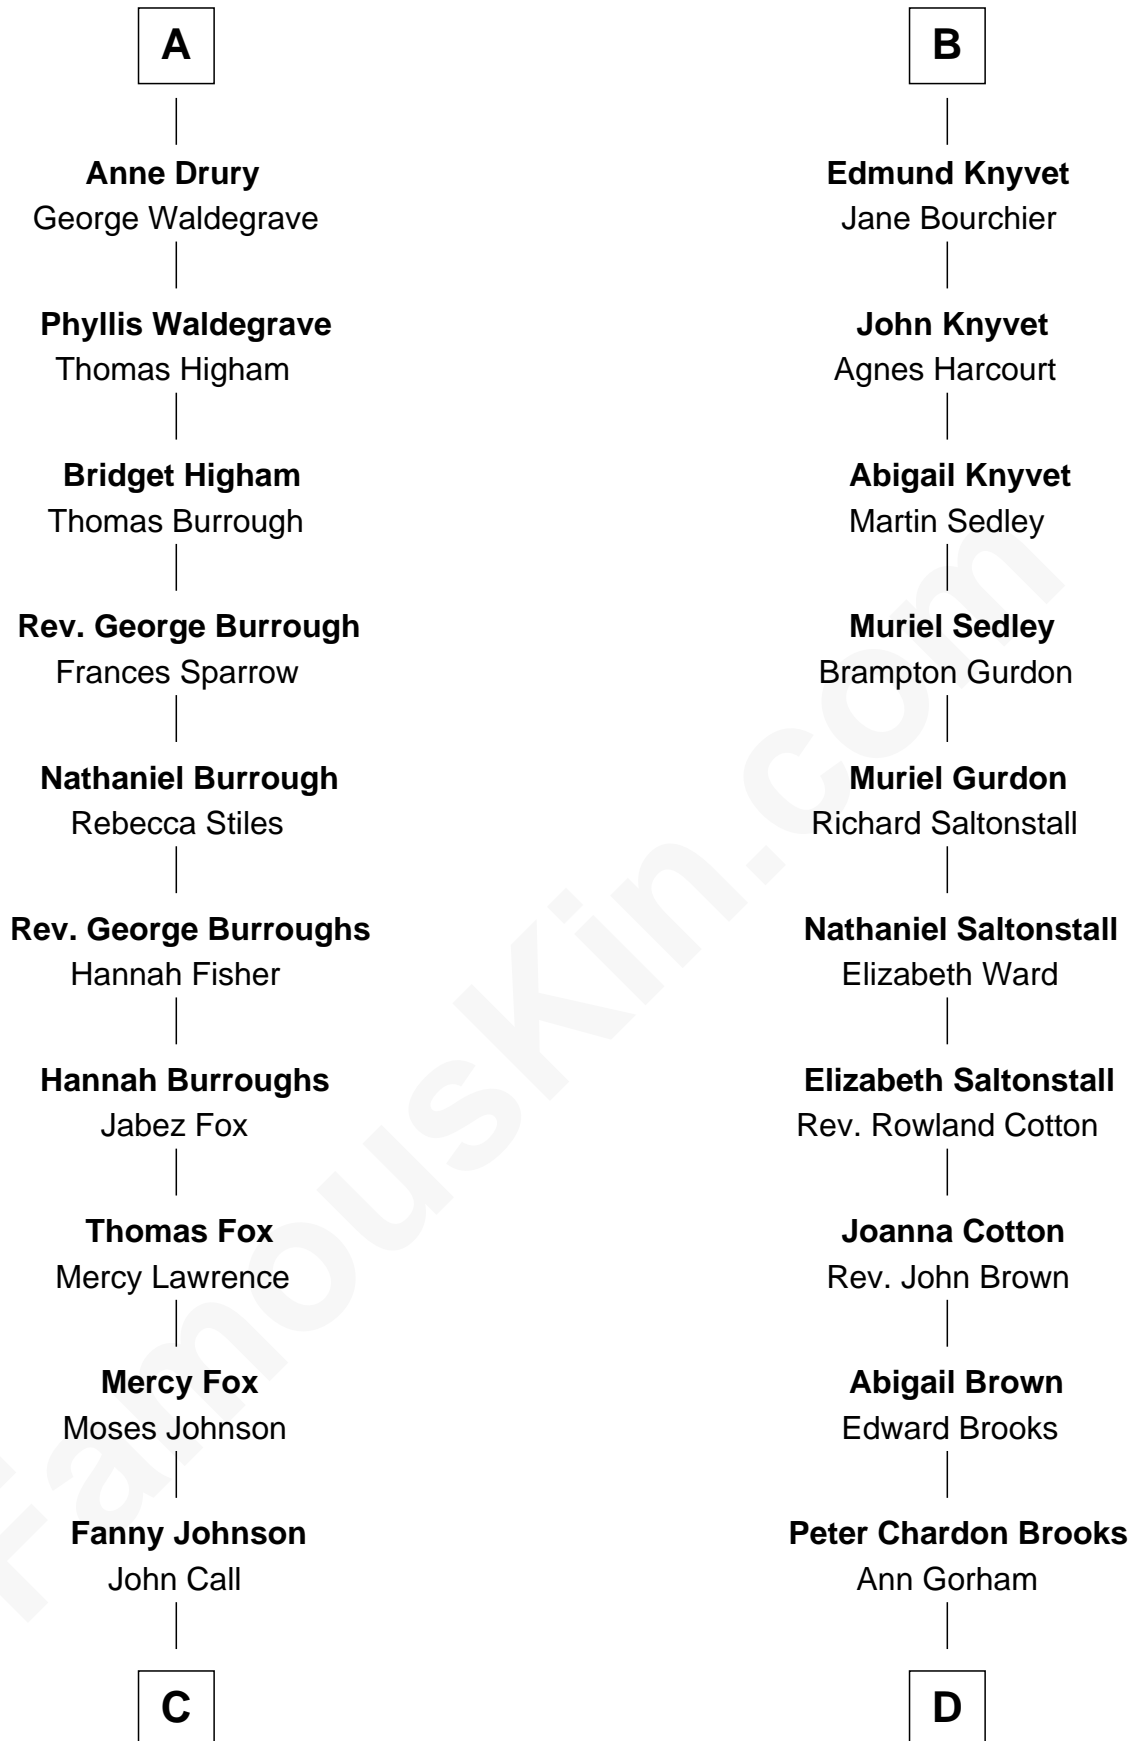 A
Anne Drury
George Waldegrave
Phyllis Waldegrave
Thomas Higham
Bridget Higham
Thomas Burrough
Rev. George Burrough
Frances Sparrow
Nathaniel Burrough
Rebecca Stiles
Rev. George Burroughs
Hannah Fisher
Hannah Burroughs
Jabez Fox
Thomas Fox
Mercy Lawrence
Mercy Fox
Moses Johnson
Fanny Johnson
John Call
C
B
Edmund Knyvet
Jane Bourchier
John Knyvet
Agnes Harcourt
Abigail Knyvet
Martin Sedley
Muriel Sedley
Brampton Gurdon
Muriel Gurdon
Richard Saltonstall
Nathaniel Saltonstall
Elizabeth Ward
Elizabeth Saltonstall
Rev. Rowland Cotton
Joanna Cotton
Rev. John Brown
Abigail Brown
Edward Brooks
Peter Chardon Brooks
Ann Gorham
D
FamousKin.com